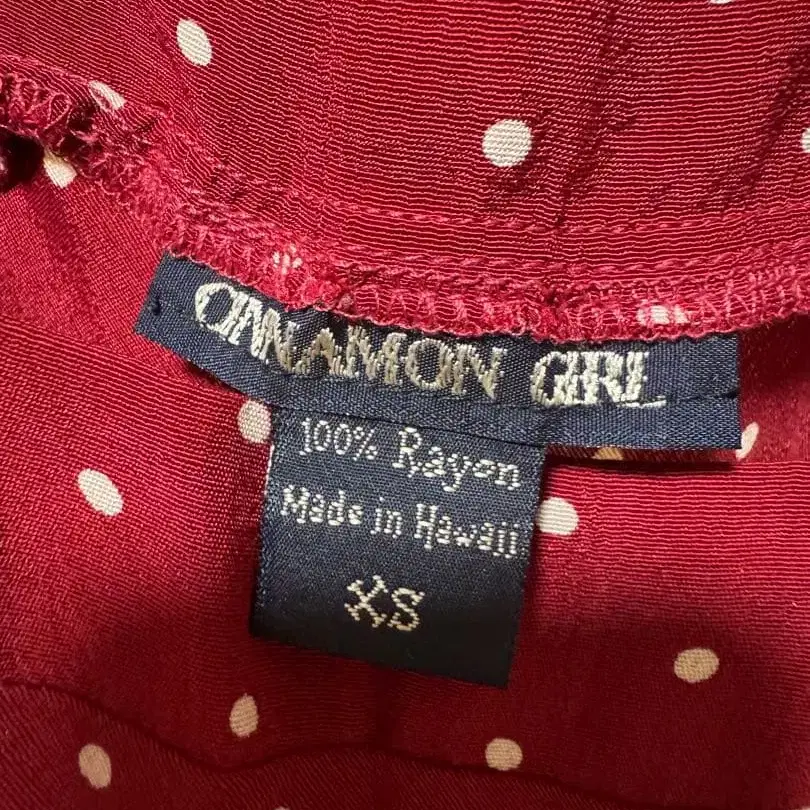 CINNAMON GIRL
100% Rayon
Made in Hawaii
XS